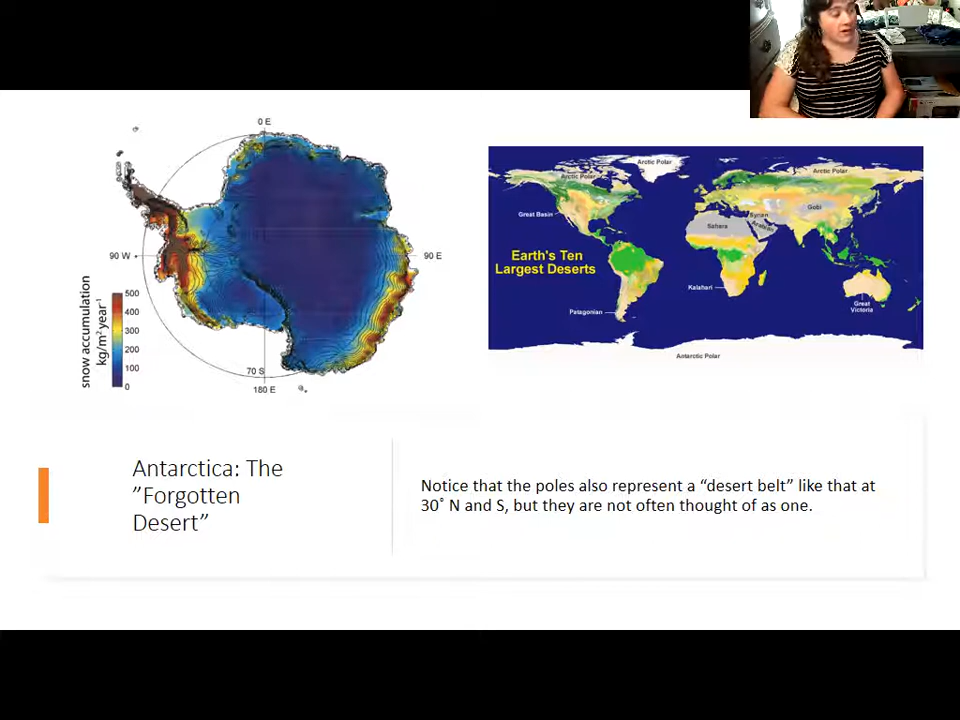 0 E
90 W
90 E
70 S
180 E
snow accumulation
kg/m² year⁻¹
500
400
300
200
100
0
Arctic Polar
Arctic Polar
Arctic Polar
Great Basin
Syrian
Gobi
Sahara
Arabian
Earth's Ten
Largest Deserts
Kalahari
Great
Victoria
Patagonian
Antarctic Polar
Antarctica: The
”Forgotten
Desert”
Notice that the poles also represent a “desert belt” like that at
30˚ N and S, but they are not often thought of as one.